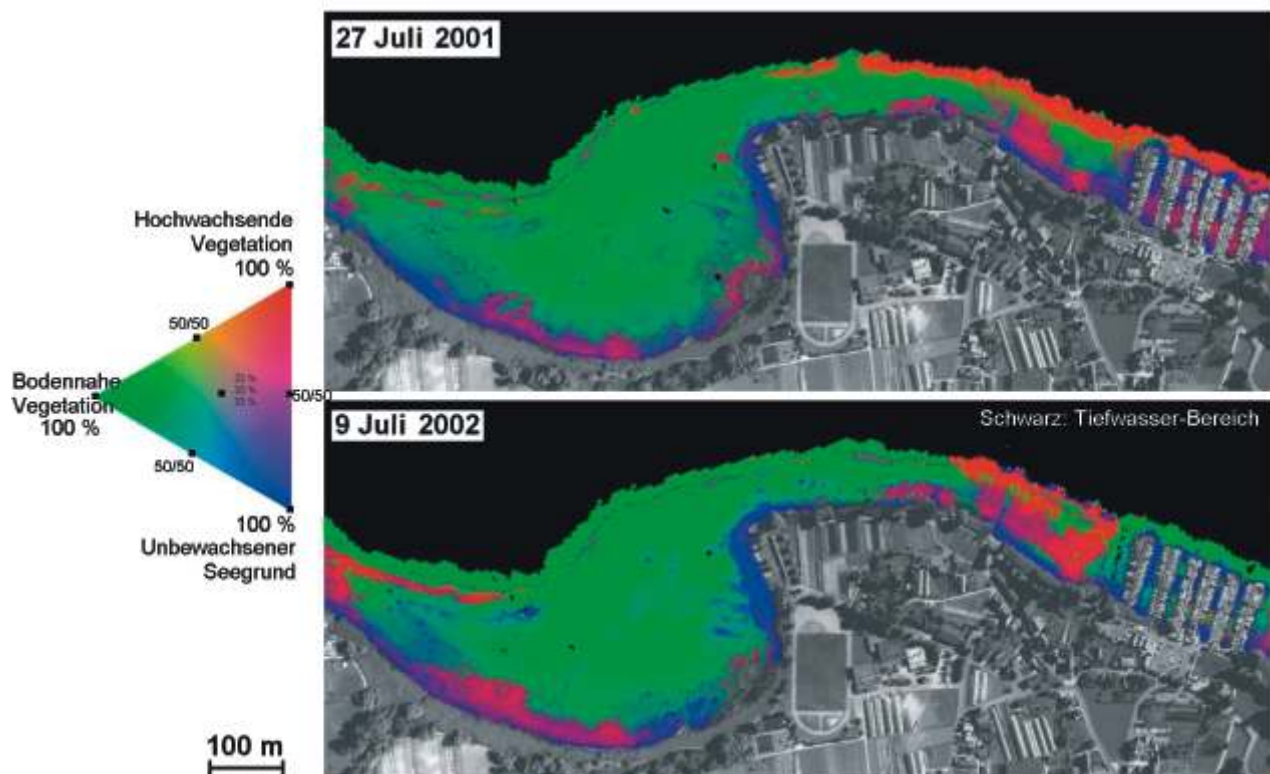 27 Juli 2001
Hochwachsende
Vegetation
100 %
50/50
Bodennahe
Vegetation
100 %
50/50
50/50
100 %
Unbewachsener
Seegrund
9 Juli 2002
Schwarz: Tiefwasser-Bereich
100 m